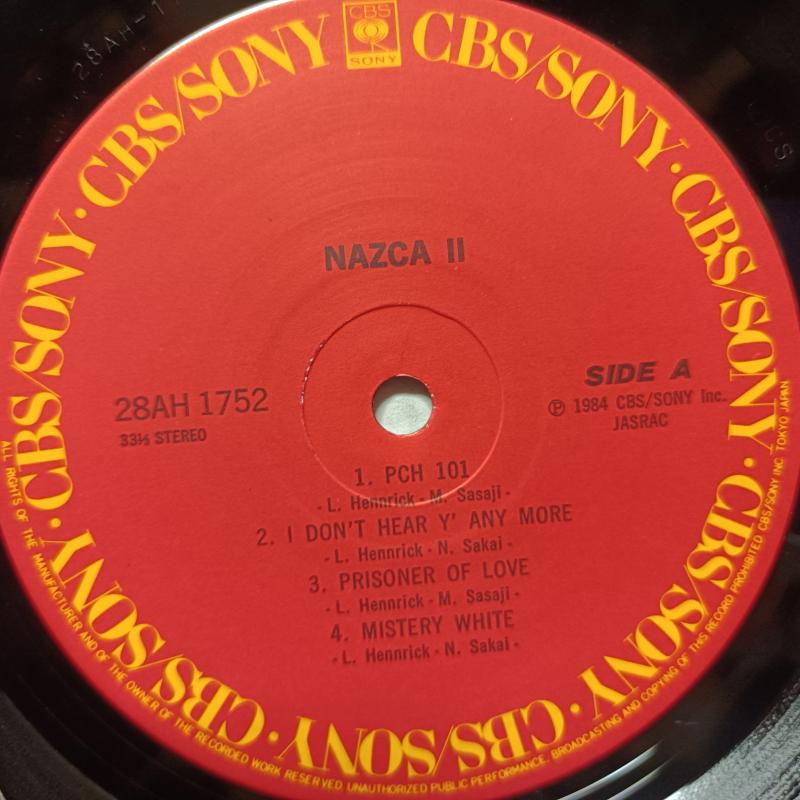 CBS
SONY
CBS/SONY · CBS/SONY · CBS/SONY · CBS/SONY · CBS/SONY · CBS/SONY · CBS/SONY · CBS/SONY
28AH-1
NAZCA II
28AH 1752
33⅓ STEREO
SIDE A
Ⓟ 1984 CBS/SONY Inc.
JASRAC
1. PCH 101
- L. Hennrick - M. Sasaji -
2. I DON'T HEAR Y' ANY MORE
- L. Hennrick - N. Sakai -
3. PRISONER OF LOVE
- L. Hennrick - M. Sasaji -
4. MISTERY WHITE
- L. Hennrick - N. Sakai -
ALL RIGHTS OF THE MANUFACTURER AND OF THE OWNER OF THE RECORDED WORK RESERVED UNAUTHORIZED PUBLIC PERFORMANCE, BROADCASTING AND COPYING OF THIS RECORD PROHIBITED CBS/SONY INC. TOKYO JAPAN